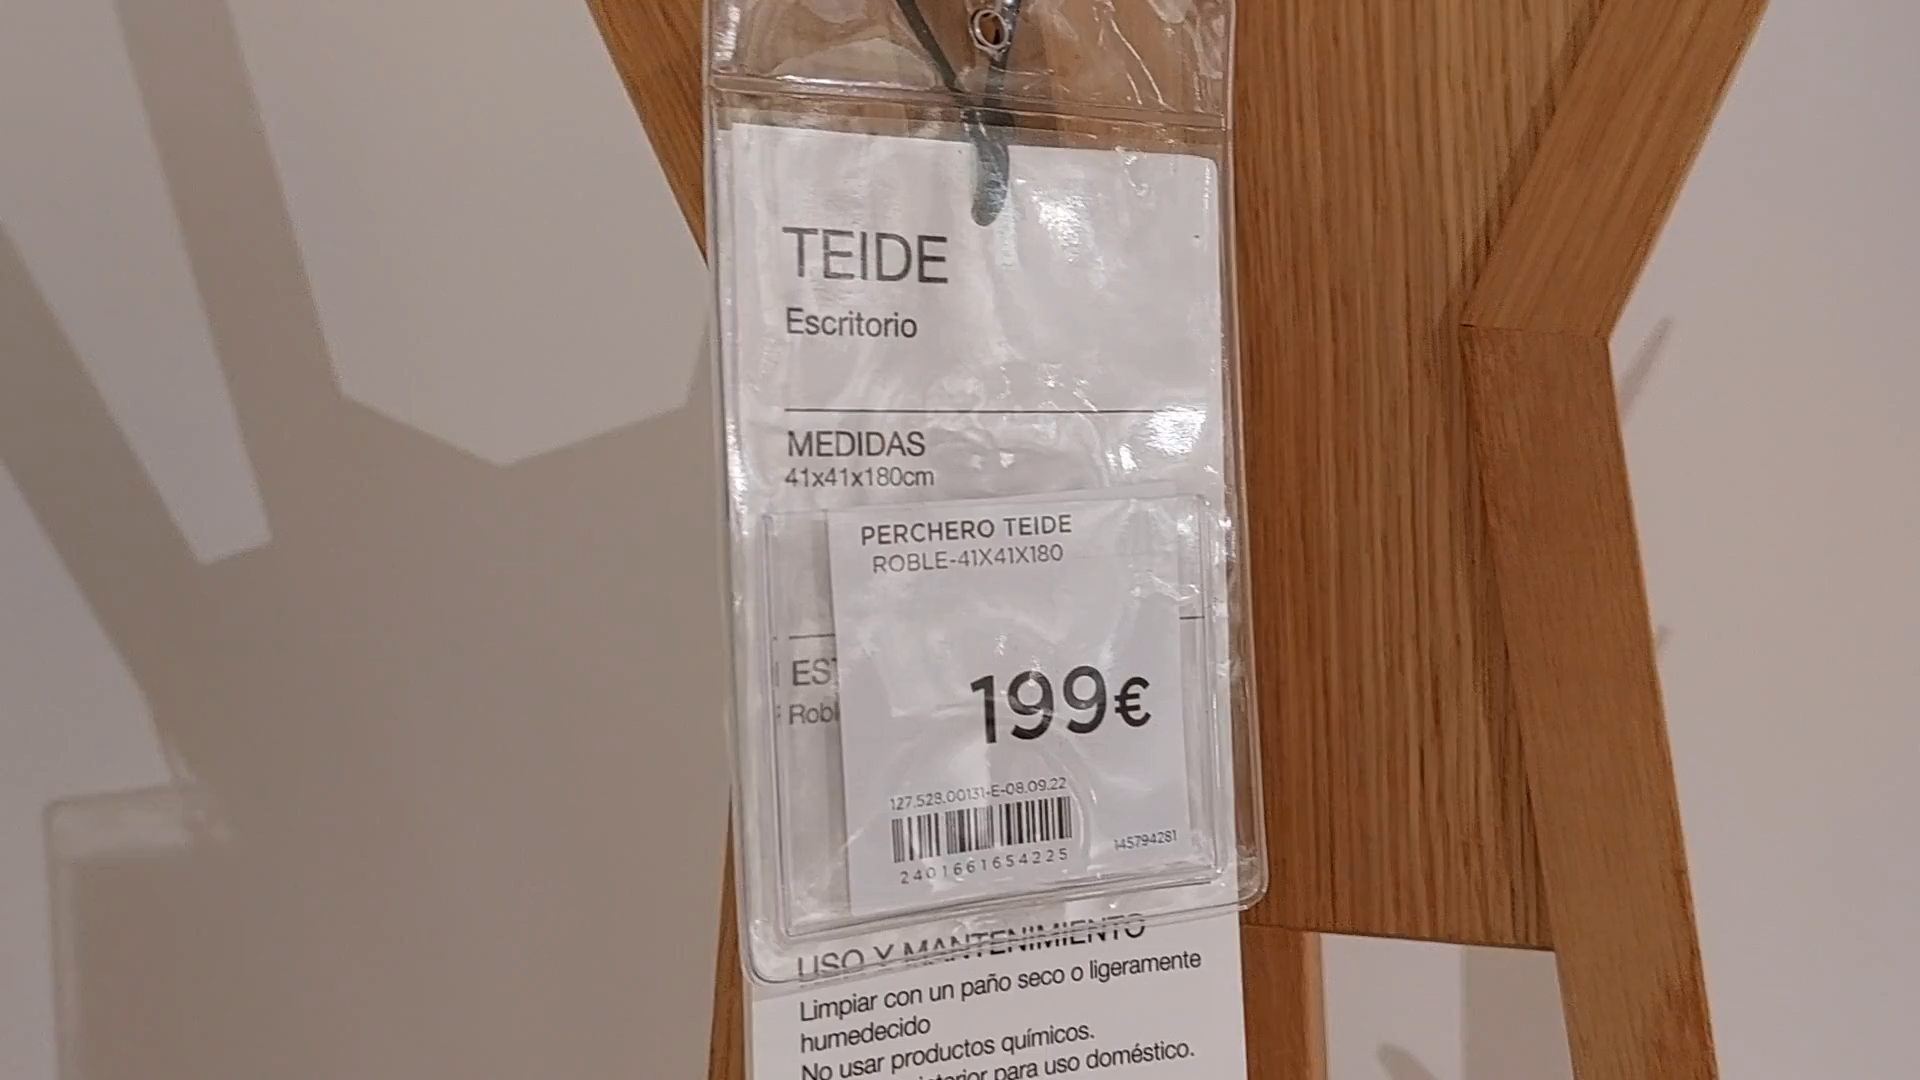 TEIDE
Escritorio
MEDIDAS
41x41x180cm
PERCHERO TEIDE
ROBLE-41X41X180
199€
127.528.00131-E-08.09.22
145794281
2401661654225
USO Y MANTENIMIENTO
Limpiar con un paño seco o ligeramente
humedecido
No usar productos químicos.
para uso doméstico.